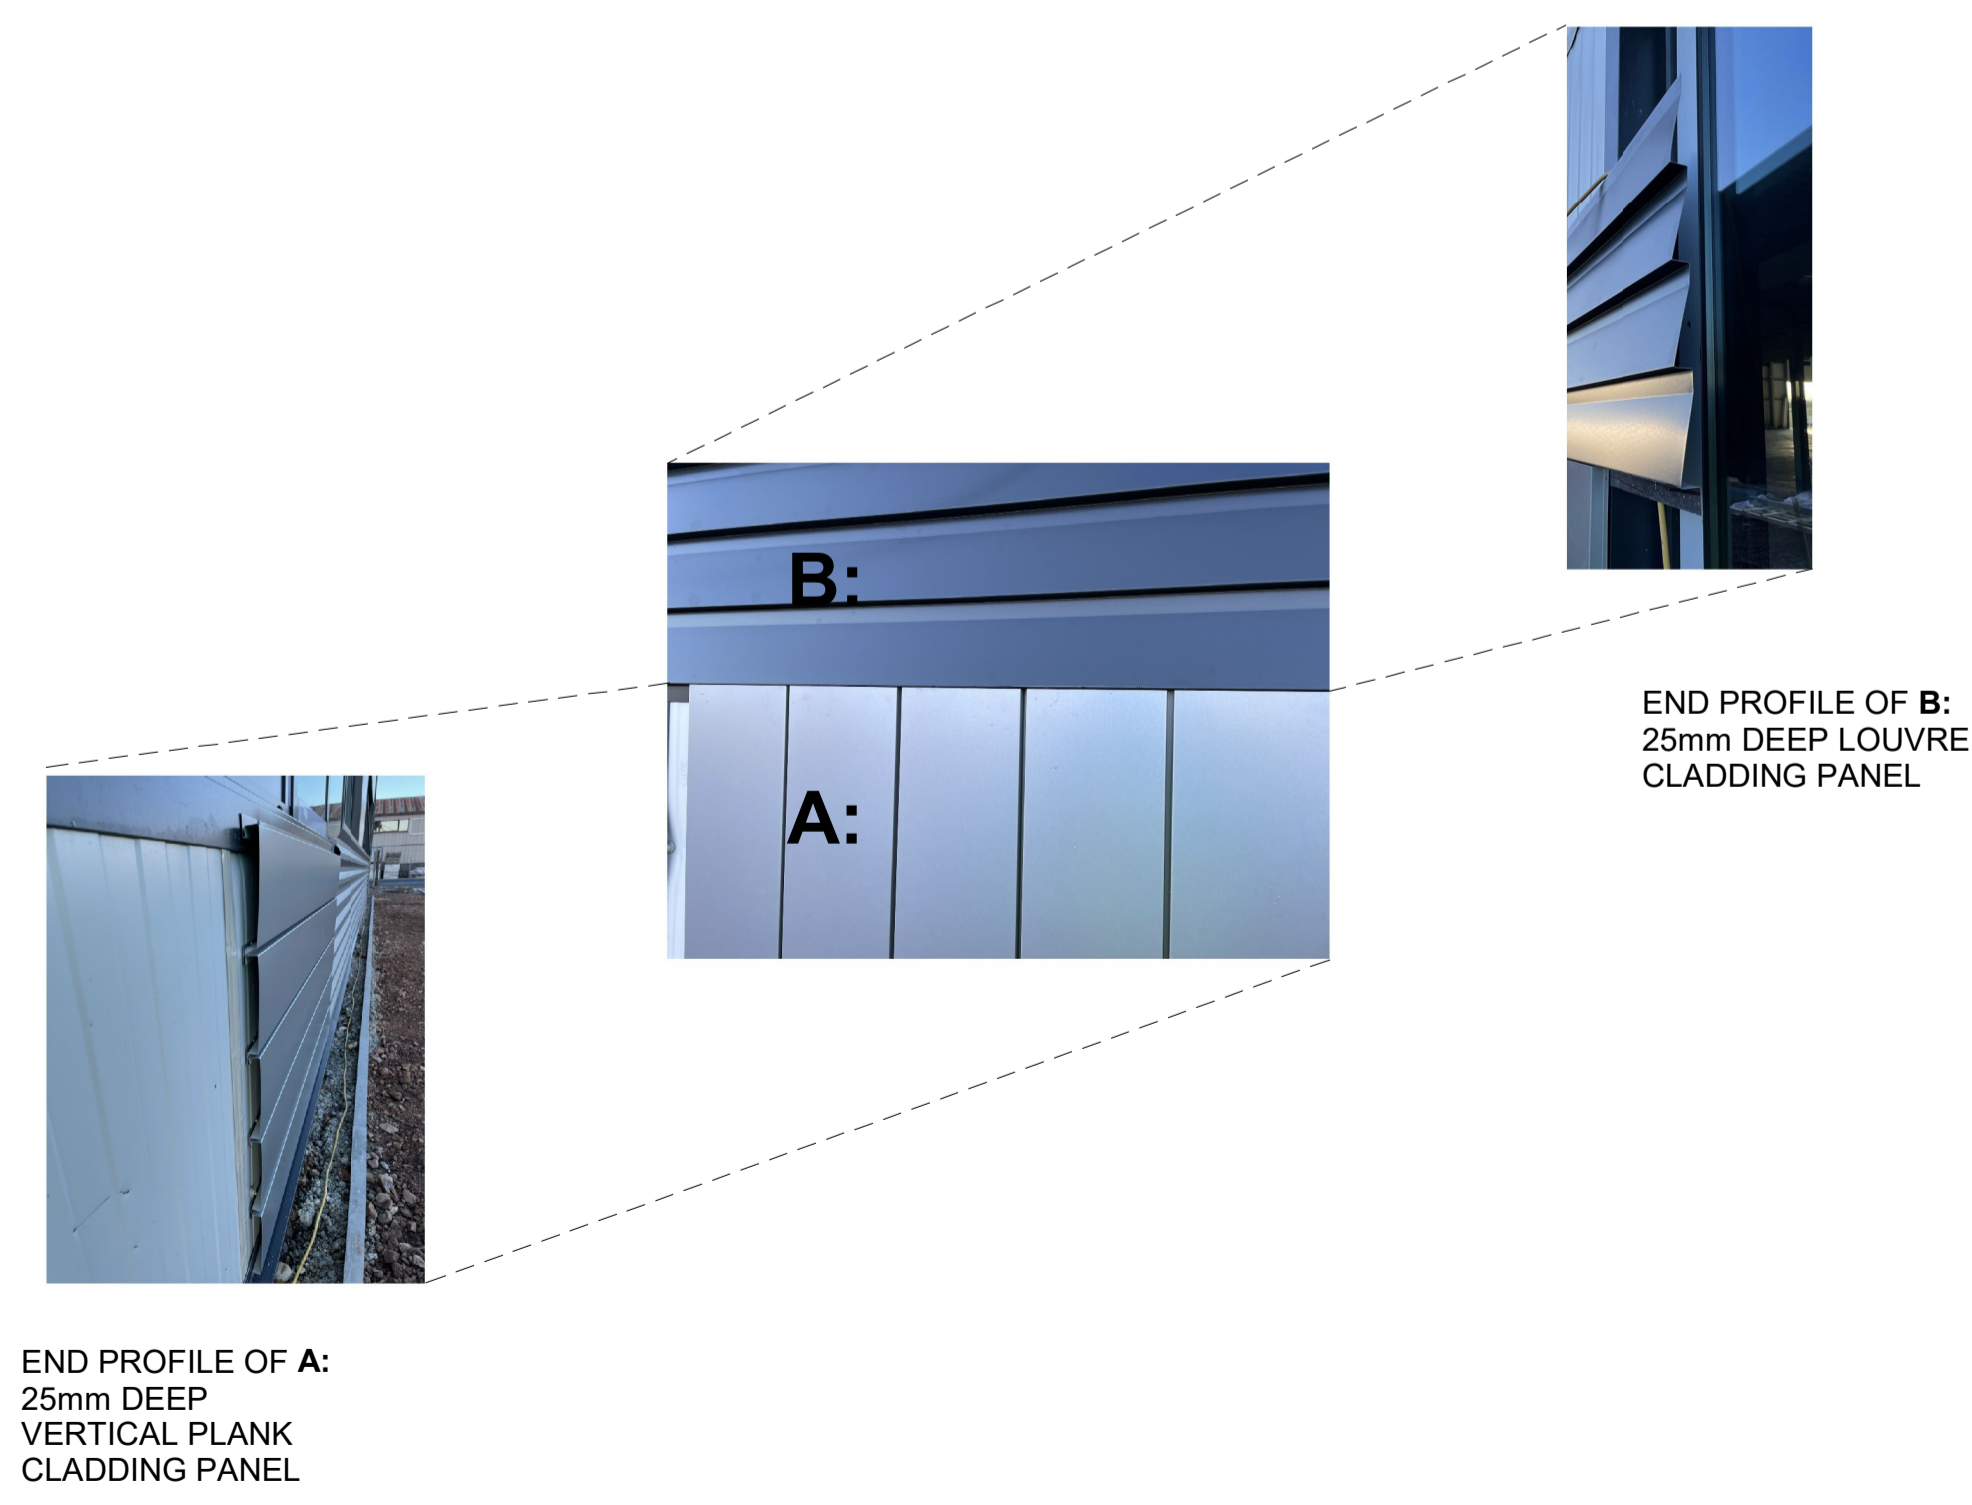 B:
A:
END PROFILE OF B:
25mm DEEP LOUVRE
CLADDING PANEL
END PROFILE OF A:
25mm DEEP
VERTICAL PLANK
CLADDING PANEL